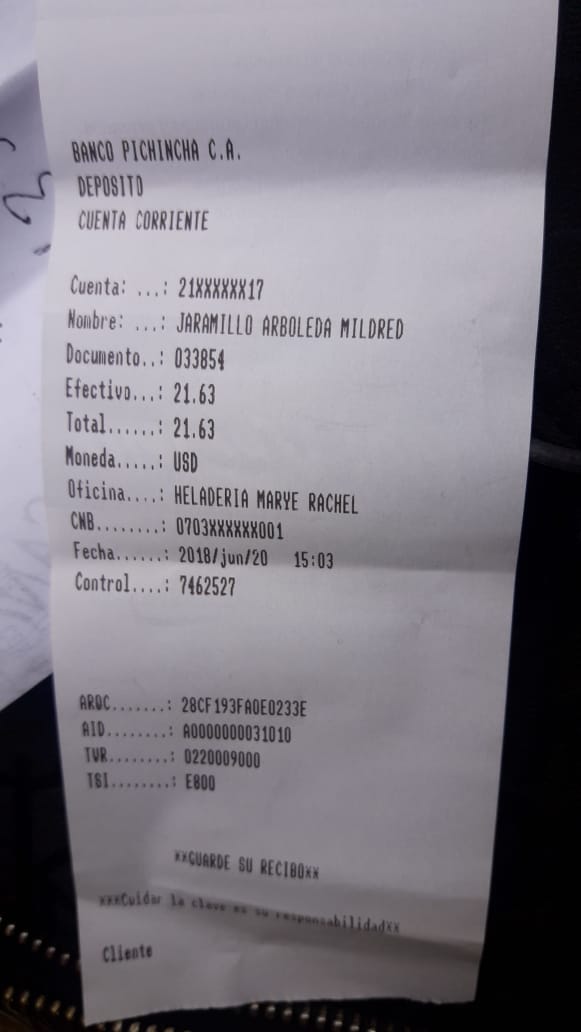 BANCO PICHINCHA C.A.
DEPOSITO
CUENTA CORRIENTE
Cuenta: ...: 21XXXXXX17
Nombre: ...: JARAMILLO ARBOLEDA MILDRED
Documento..: 033854
Efectivo...: 21.63
Total......: 21.63
Moneda.....: USD
Oficina....: HELADERIA MARYE RACHEL
CNB........: 0703XXXXXX001
Fecha......: 2018/jun/20 15:03
Control....: 7462527
ARQC.......: 28CF193FA0E0233E
AID........: A0000000031010
TVR........: 0220009000
TSI........: E800
**GUARDE SU RECIBO**
***Cuidar la clave es su responsabilidad**
Cliente